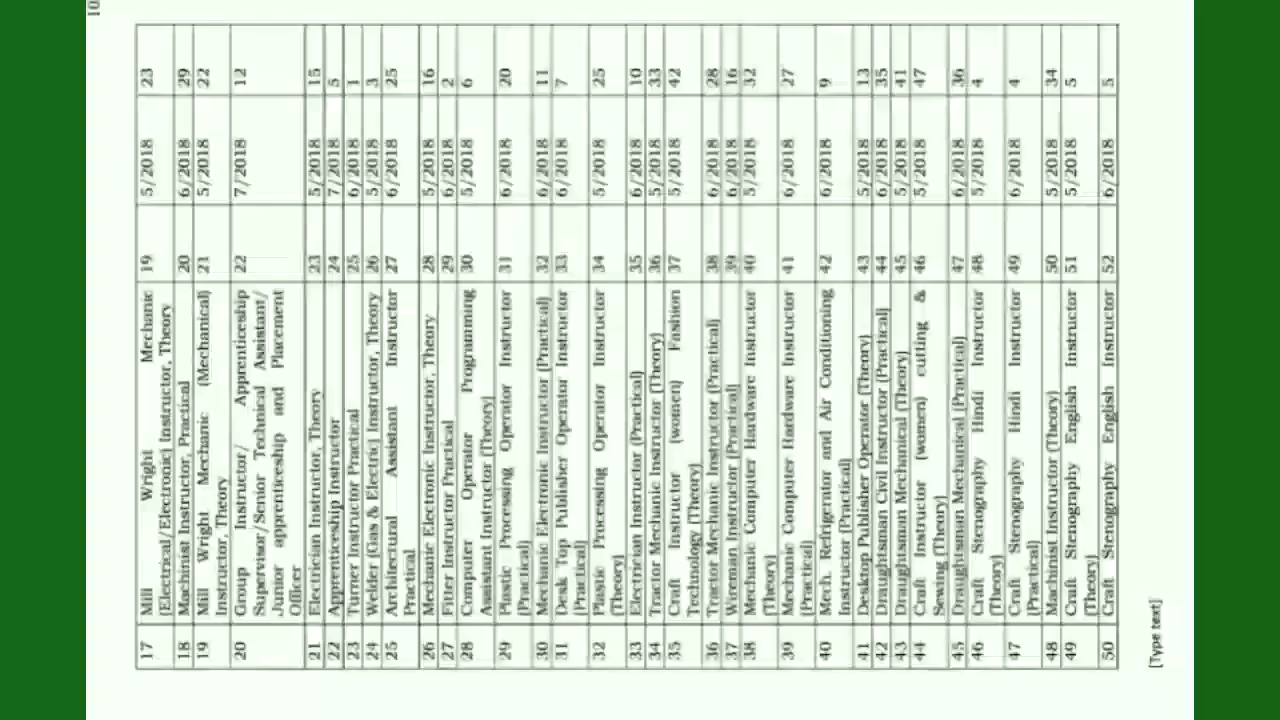 10
17 Mill Wright Mechanic 19 5/2018 23
(Electrical/Electronic) Instructor, Theory
18 Machinist Instructor, Practical 20 6/2018 29
19 Mill Wright Mechanic (Mechanical) 21 5/2018 22
Instructor, Theory
20 Group Instructor/ Apprenticeship 22 7/2018 12
Supervisor/Senior Technical Assistant/
Junior apprenticeship and Placement
Officer
21 Electrician Instructor, Theory 23 5/2018 15
22 Apprenticeship Instructor 24 7/2018 5
23 Turner Instructor Practical 25 6/2018 1
24 Welder (Gas & Electric) Instructor, Theory 26 5/2018 3
25 Architectural Assistant Instructor 27 6/2018 25
Practical
26 Mechanic Electronic Instructor, Theory 28 5/2018 16
27 Fitter Instructor Practical 29 6/2018 2
28 Computer Operator Programming 30 5/2018 6
Assistant Instructor (Theory)
29 Plastic Processing Operator Instructor 31 6/2018 20
(Practical)
30 Mechanic Electronic Instructor (Practical) 32 6/2018 11
31 Desk Top Publisher Operator Instructor 33 6/2018 7
(Practical)
32 Plastic Processing Operator Instructor 34 5/2018 25
(Theory)
33 Electrician Instructor (Practical) 35 6/2018 10
34 Tractor Mechanic Instructor (Theory) 36 5/2018 33
35 Craft Instructor (women) Fashion 37 5/2018 42
Technology (Theory)
36 Tractor Mechanic Instructor (Practical) 38 6/2018 28
37 Wireman Instructor (Practical) 39 6/2018 16
38 Mechanic Computer Hardware Instructor 40 5/2018 32
(Theory)
39 Mechanic Computer Hardware Instructor 41 6/2018 27
(Practical)
40 Mech. Refrigerator and Air Conditioning 42 6/2018 9
Instructor (Practical)
41 Desktop Publisher Operator (Theory) 43 5/2018 13
42 Draughtsman Civil Instructor (Practical) 44 6/2018 35
43 Draughtsman Mechanical (Theory) 45 5/2018 41
44 Craft Instructor (women) cutting & 46 5/2018 47
Sewing (Theory)
45 Draughtsman Mechanical (Practical) 47 6/2018 36
46 Craft Stenography Hindi Instructor 48 5/2018 4
(Theory)
47 Craft Stenography Hindi Instructor 49 6/2018 4
(Practical)
48 Machinist Instructor (Theory) 50 5/2018 34
49 Craft Stenography English Instructor 51 5/2018 5
(Theory)
50 Craft Stenography English Instructor 52 6/2018 5
[Type text]